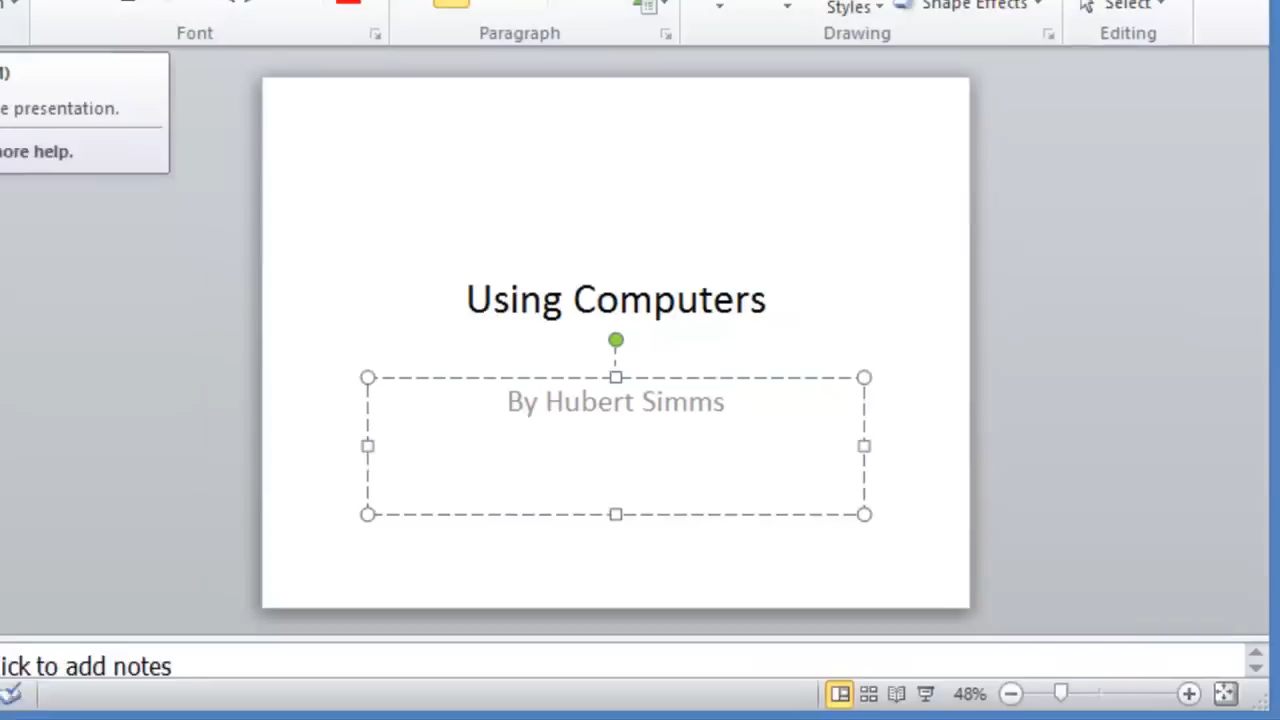 Styles
Shape Effects
Select
Font
Paragraph
Drawing
Editing
e presentation.
ore help.
Using Computers
By Hubert Simms
ick to add notes
48%